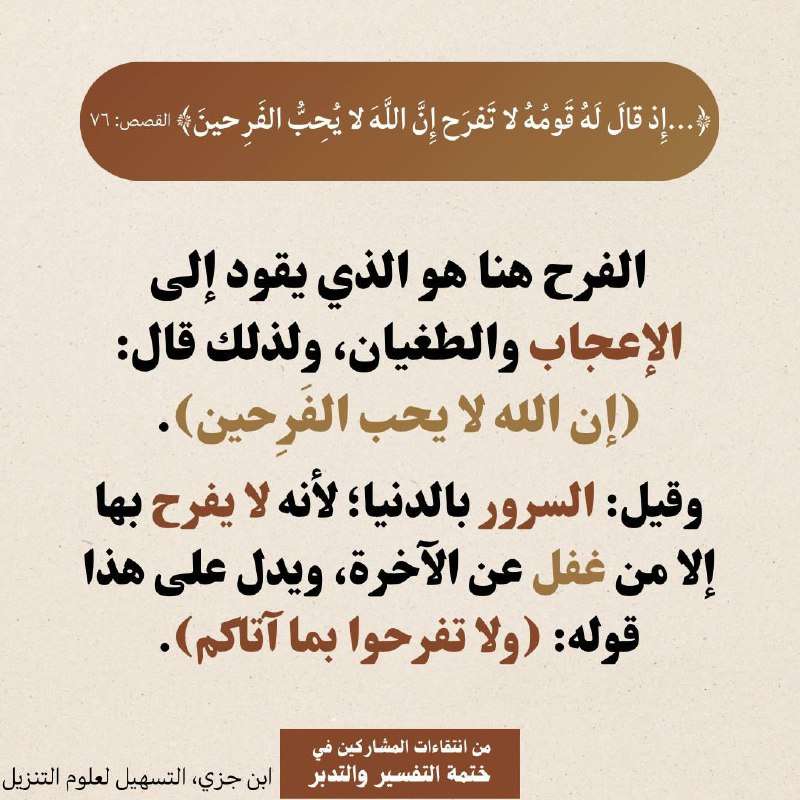 ﴿...إِذ قالَ لَهُ قَومُهُ لا تَفرَح إِنَّ اللَّهَ لا يُحِبُّ الفَرِحينَ﴾ القصص: ٧٦
الفرح هنا هو الذي يقود إلى
الإعجاب والطغيان، ولذلك قال:
(إن الله لا يحب الفَرِحين).
وقيل: السرور بالدنيا؛ لأنه لا يفرح بها
إلا من غفل عن الآخرة، ويدل على هذا
قوله: (ولا تفرحوا بما آتاكم).
من انتقاءات المشاركين في
ختمة التفسير والتدبر
ابن جزي، التسهيل لعلوم التنزيل